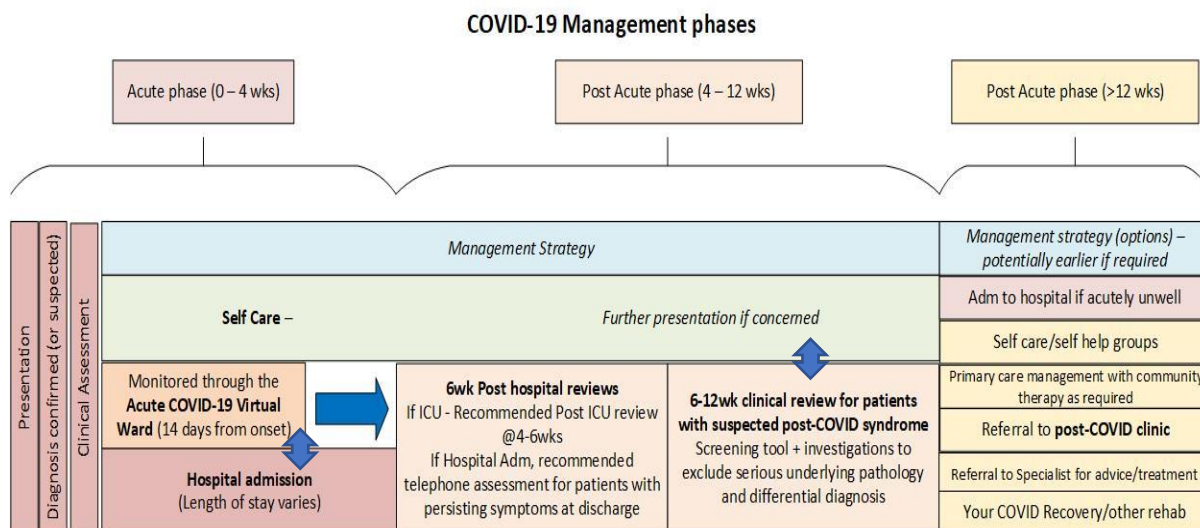 COVID-19 Management phases
Acute phase (0 – 4 wks)
Post Acute phase (4 – 12 wks)
Post Acute phase (>12 wks)
Presentation
Diagnosis confirmed (or suspected)
Clinical Assessment
Management Strategy
Management strategy (options) –
potentially earlier if required
Self Care –
Further presentation if concerned
Adm to hospital if acutely unwell
Self care/self help groups
Monitored through the
Acute COVID-19 Virtual
Ward (14 days from onset)
Hospital admission
(Length of stay varies)
6wk Post hospital reviews
If ICU - Recommended Post ICU review
@4-6wks
If Hospital Adm, recommended
telephone assessment for patients with
persisting symptoms at discharge
6-12wk clinical review for patients
with suspected post-COVID syndrome
Screening tool + investigations to
exclude serious underlying pathology
and differential diagnosis
Primary care management with community
therapy as required
Referral to post-COVID clinic
Referral to Specialist for advice/treatment
Your COVID Recovery/other rehab